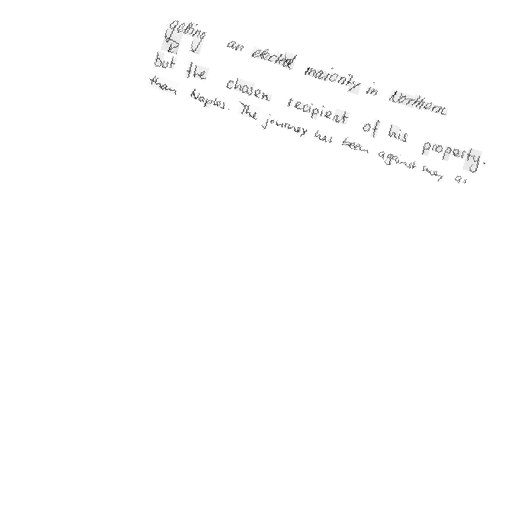 getting an elected majority in Northern
but the chosen recipient of his property.
than Naples. The journey has been against me, as